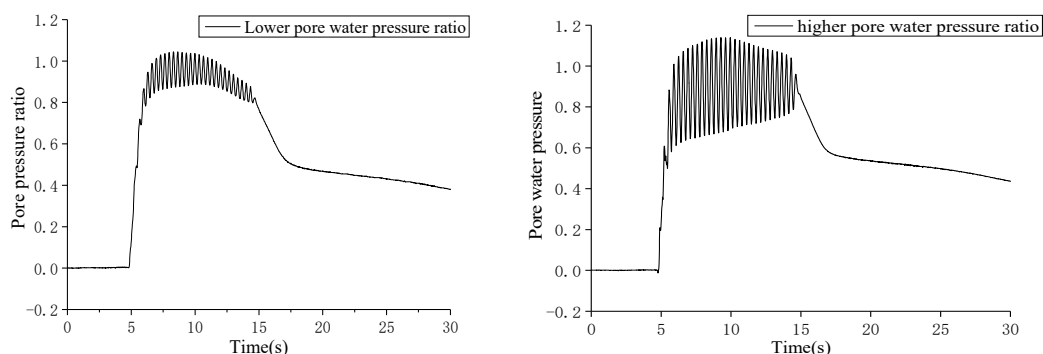 Lower pore water pressure ratio
Pore pressure ratio
1.2
1.0
0.8
0.6
0.4
0.2
0.0
-0.2
0 5 10 15 20 25 30
Time(s)
higher pore water pressure ratio
Pore water pressure
1.2
1.0
0.8
0.6
0.4
0.2
0.0
-0.2
0 5 10 15 20 25 30
Time(s)